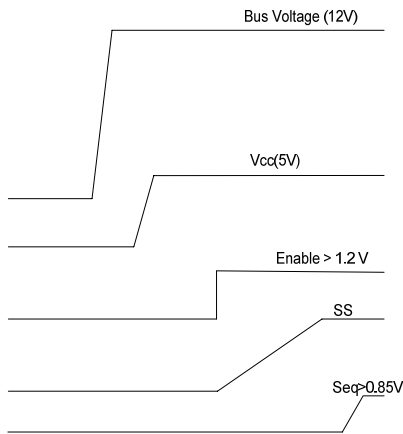 Bus Voltage (12V)
Vcc(5V)
Enable > 1.2 V
SS
Seq>0.85V